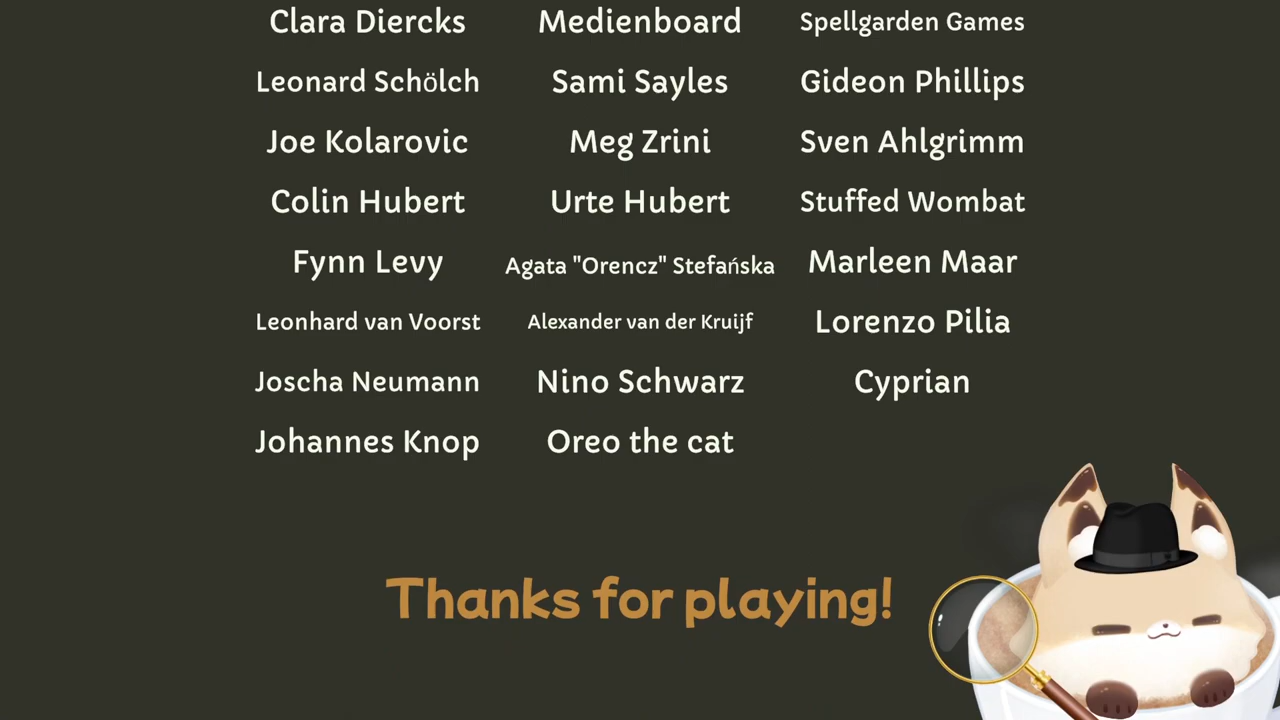 Clara Diercks Medienboard Spellgarden Games
Leonard Schölch Sami Sayles Gideon Phillips
Joe Kolarovic Meg Zrini Sven Ahlgrimm
Colin Hubert Urte Hubert Stuffed Wombat
Fynn Levy Agata "Orencz" Stefańska Marleen Maar
Leonhard van Voorst Alexander van der Kruijf Lorenzo Pilia
Joscha Neumann Nino Schwarz Cyprian
Johannes Knop Oreo the cat
Thanks for playing!